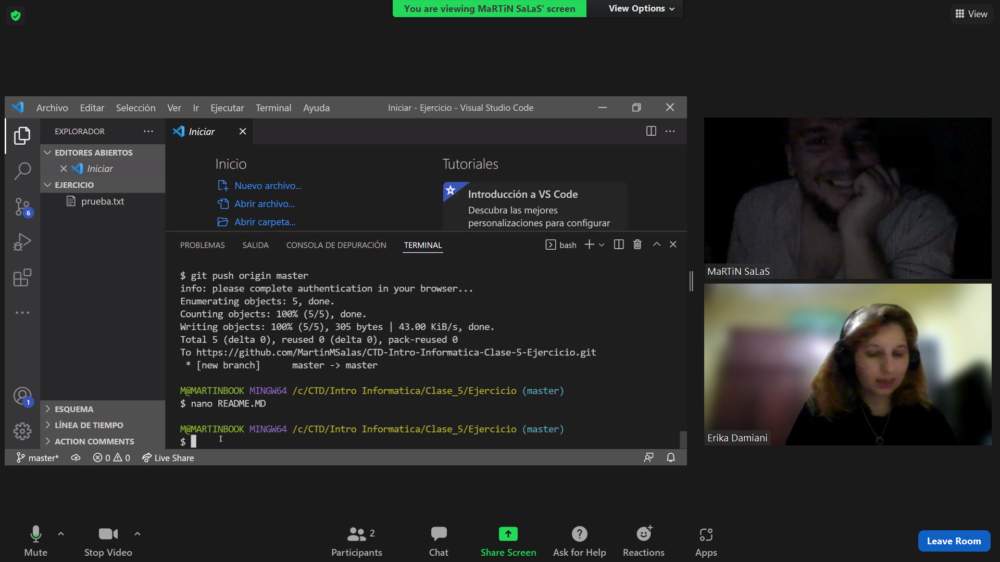 You are viewing MaRTiN SaLaS' screen
View Options
View
Archivo Editar Selección Ver Ir Ejecutar Terminal Ayuda
Iniciar - Ejercicio - Visual Studio Code
EXPLORADOR
Iniciar
EDITORES ABIERTOS
Iniciar
EJERCICIO
prueba.txt
6
1
ESQUEMA
LÍNEA DE TIEMPO
ACTION COMMENTS
Inicio
Nuevo archivo...
Abrir archivo...
Abrir carpeta...
Tutoriales
Introducción a VS Code
Descubra las mejores
personalizaciones para configurar
PROBLEMAS SALIDA CONSOLA DE DEPURACIÓN TERMINAL
bash
$ git push origin master
info: please complete authentication in your browser...
Enumerating objects: 5, done.
Counting objects: 100% (5/5), done.
Writing objects: 100% (5/5), 305 bytes | 43.00 KiB/s, done.
Total 5 (delta 0), reused 0 (delta 0), pack-reused 0
To https://github.com/MartinMSalas/CTD-Intro-Informatica-Clase-5-Ejercicio.git
* [new branch] master -> master
M@MARTINBOOK MINGW64 /c/CTD/Intro Informatica/Clase_5/Ejercicio (master)
$ nano README.MD
M@MARTINBOOK MINGW64 /c/CTD/Intro Informatica/Clase_5/Ejercicio (master)
$
master* 0 0 Live Share
MaRTiN SaLaS
Erika Damiani
Mute
Stop Video
2
Participants
Chat
Share Screen
Ask for Help
Reactions
Apps
Leave Room